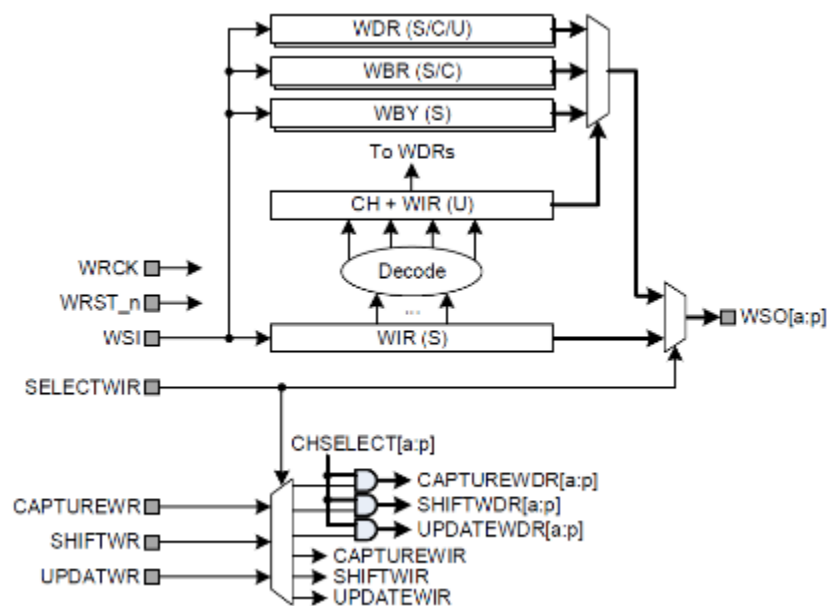 WDR (S/C/U)
WBR (S/C)
WBY (S)
To WDRs
CH + WIR (U)
Decode
...
WRCK
WRST_n
WSI
WIR (S)
WSO[a:p]
SELECTWIR
CHSELECT[a:p]
CAPTUREWDR[a:p]
CAPTUREWR
SHIFTWDR[a:p]
UPDATEWDR[a:p]
SHIFTWR
CAPTUREWIR
UPDATWR
SHIFTWIR
UPDATEWIR